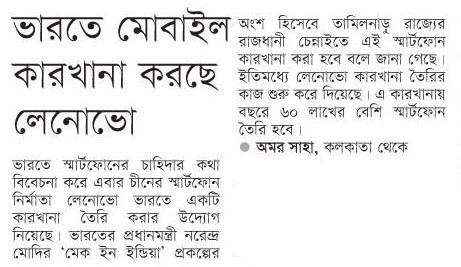 ভারতে মোবাইল
কারখানা করছে
লেনোভো
ভারতে স্মার্টফোনের চাহিদার কথা
বিবেচনা করে এবার চীনের স্মার্টফোন
নির্মাতা লেনোভো ভারতে একটি
কারখানা তৈরি করার উদ্যোগ
নিয়েছে। ভারতের প্রধানমন্ত্রী নরেন্দ্র
মোদির ‘মেক ইন ইন্ডিয়া’ প্রকল্পের
অংশ হিসেবে তামিলনাড়ু রাজ্যের
রাজধানী চেন্নাইতে এই স্মার্টফোন
কারখানা করা হবে বলে জানা গেছে।
ইতিমধ্যে লেনোভো কারখানা তৈরির
কাজ শুরু করে দিয়েছে। এ কারখানায়
বছরে ৬০ লাখের বেশি স্মার্টফোন
তৈরি হবে।
● অমর সাহা, কলকাতা থেকে